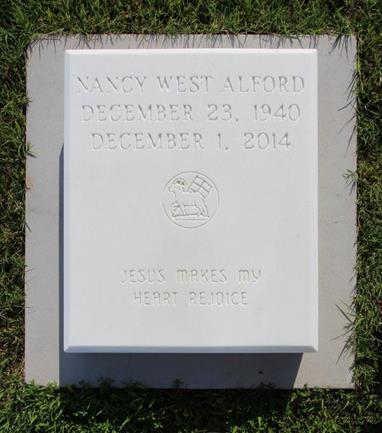 NANCY WEST ALFORD
DECEMBER 23, 1940
DECEMBER 1, 2014
JESUS MAKES MY
HEART REJOICE